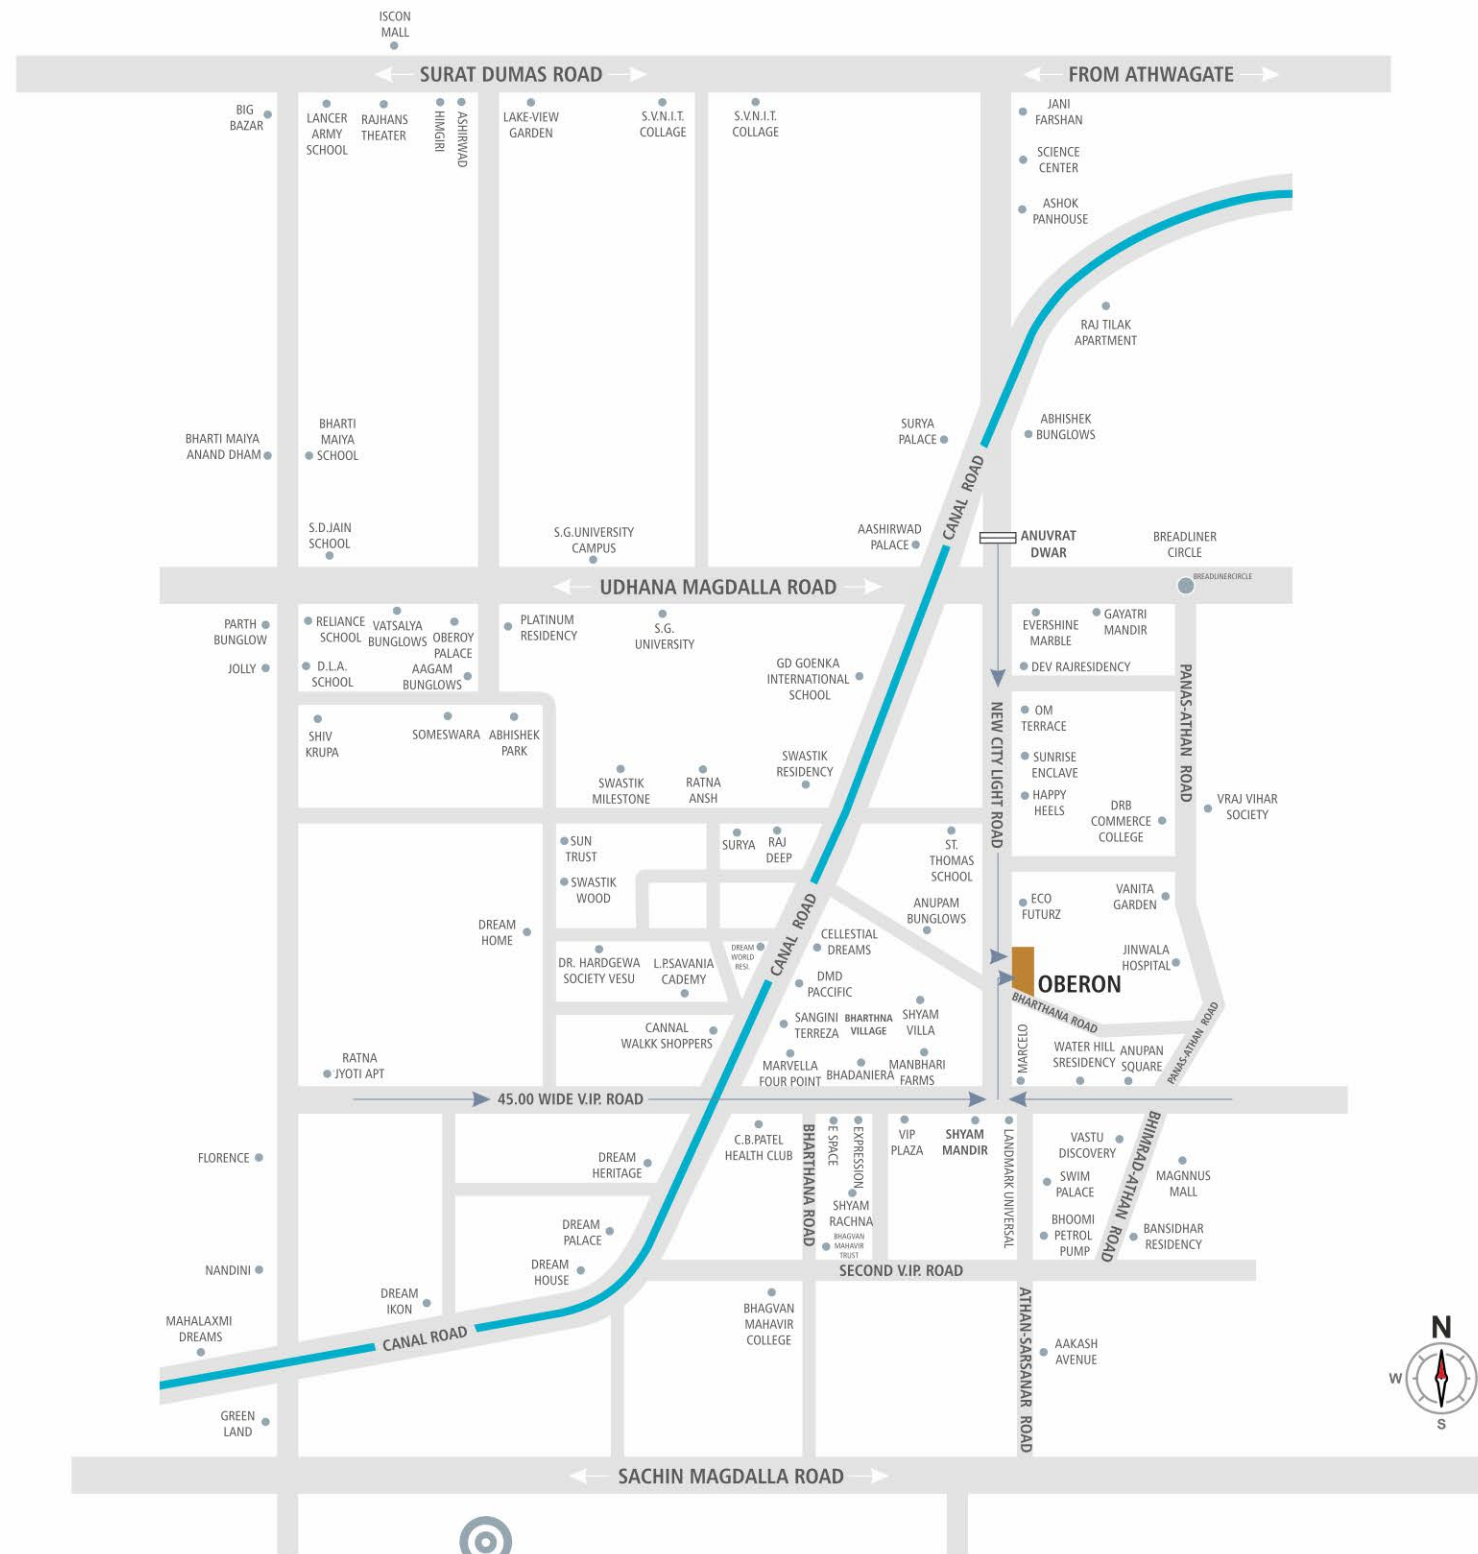 ISCON
MALL
SURAT DUMAS ROAD
FROM ATHWAGATE
BIG
BAZAR
LANCER
ARMY
SCHOOL
RAJHANS
THEATER
HIMGIRI
ASHIRWAD
LAKE-VIEW
GARDEN
S.V.N.I.T.
COLLAGE
S.V.N.I.T.
COLLAGE
JANI
FARSHAN
SCIENCE
CENTER
ASHOK
PANHOUSE
RAJ TILAK
APARTMENT
BHARTI MAIYA
ANAND DHAM
BHARTI
MAIYA
SCHOOL
SURYA
PALACE
ABHISHEK
BUNGLOWS
CANAL ROAD
S.D.JAIN
SCHOOL
S.G.UNIVERSITY
CAMPUS
AASHIRWAD
PALACE
ANUVRAT
DWAR
BREADLINER
CIRCLE
BREADLINERCIRCLE
UDHANA MAGDALLA ROAD
PARTH
BUNGLOW
JOLLY
RELIANCE
SCHOOL
VATSALYA
BUNGLOWS
OBEROY
PALACE
D.L.A.
SCHOOL
AAGAM
BUNGLOWS
PLATINUM
RESIDENCY
S.G.
UNIVERSITY
GD GOENKA
INTERNATIONAL
SCHOOL
EVERSHINE
MARBLE
GAYATRI
MANDIR
DEV RAJRESIDENCY
PANAS-ATHAN ROAD
SHIV
KRUPA
SOMESWARA
ABHISHEK
PARK
NEW CITY LIGHT ROAD
OM
TERRACE
SUNRISE
ENCLAVE
HAPPY
HEELS
SWASTIK
MILESTONE
RATNA
ANSH
SWASTIK
RESIDENCY
DRB
COMMERCE
COLLEGE
VRAJ VIHAR
SOCIETY
SUN
TRUST
SWASTIK
WOOD
SURYA
RAJ
DEEP
ST.
THOMAS
SCHOOL
ANUPAM
BUNGLOWS
ECO
FUTURZ
VANITA
GARDEN
DREAM
HOME
DR. HARDGEWA
SOCIETY VESU
L.P.SAVANIA
CADEMY
DREAM
WORLD
RESI.
CANAL ROAD
CELLESTIAL
DREAMS
DMD
PACCIFIC
JINWALA
HOSPITAL
OBERON
BHARTHANA ROAD
CANNAL
WALKK SHOPPERS
SANGINI
TERREZA
BHARTHNA
VILLAGE
SHYAM
VILLA
MARVELLA
FOUR POINT
BHADANIERA
MANBHARI
FARMS
MARCELO
WATER HILL
SRESIDENCY
ANUPAN
SQUARE
PANAS-ATHAN ROAD
RATNA
JYOTI APT
45.00 WIDE V.I.P. ROAD
C.B.PATEL
HEALTH CLUB
BHARTHANA ROAD
E SPACE
EXPRESSION
VIP
PLAZA
SHYAM
MANDIR
LANDMARK UNIVERSAL
VASTU
DISCOVERY
BHIMRAD-ATHAN ROAD
MAGNNUS
MALL
SWIM
PALACE
FLORENCE
DREAM
HERITAGE
SHYAM
RACHNA
BHAGVAN
MAHAVIR
TRUST
BHOOMI
PETROL
PUMP
BANSIDHAR
RESIDENCY
DREAM
PALACE
DREAM
HOUSE
SECOND V.I.P. ROAD
NANDINI
DREAM
IKON
BHAGVAN
MAHAVIR
COLLEGE
ATHAN-SARSANAR ROAD
MAHALAXMI
DREAMS
CANAL ROAD
AAKASH
AVENUE
N
W
S
GREEN
LAND
SACHIN MAGDALLA ROAD